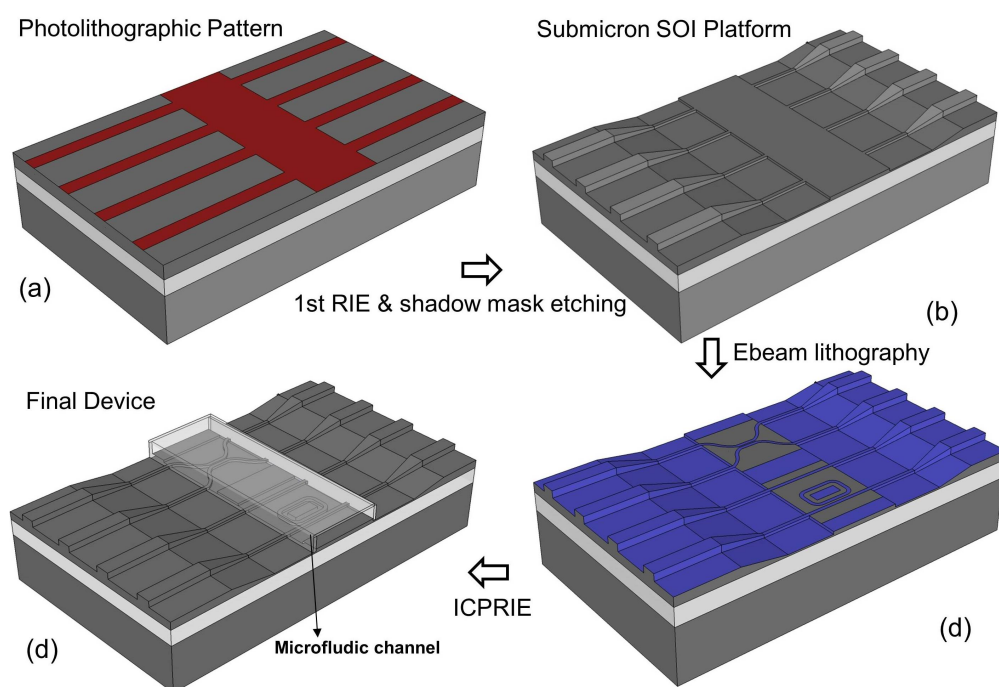 Photolithographic Pattern
Submicron SOI Platform
(a)
1st RIE & shadow mask etching
(b)
Ebeam lithography
Final Device
ICPRIE
(d)
Microfludic channel
(d)